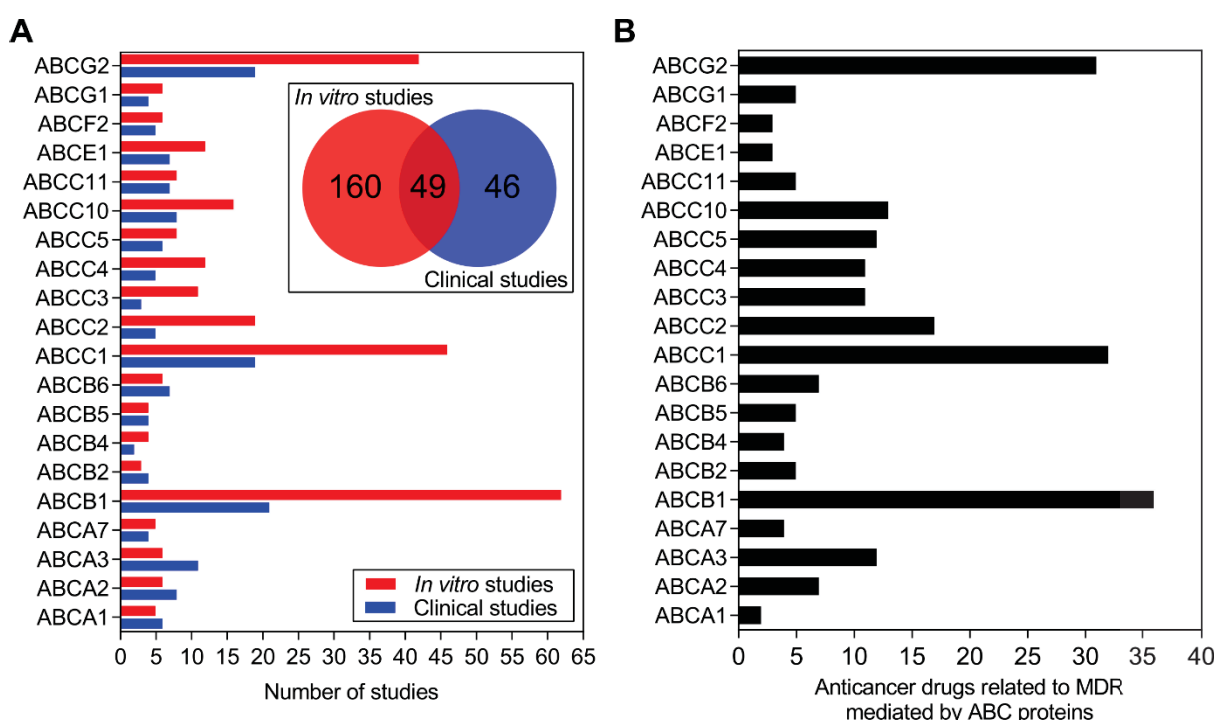 A
ABCG2
ABCG1
ABCF2
ABCE1
ABCC11
ABCC10
ABCC5
ABCC4
ABCC3
ABCC2
ABCC1
ABCB6
ABCB5
ABCB4
ABCB2
ABCB1
ABCA7
ABCA3
ABCA2
ABCA1
In vitro studies
160 49 46
Clinical studies
In vitro studies
Clinical studies
0 5 10 15 20 25 30 35 40 45 50 55 60 65
Number of studies
B
ABCG2
ABCG1
ABCF2
ABCE1
ABCC11
ABCC10
ABCC5
ABCC4
ABCC3
ABCC2
ABCC1
ABCB6
ABCB5
ABCB4
ABCB2
ABCB1
ABCA7
ABCA3
ABCA2
ABCA1
0 5 10 15 20 25 30 35 40
Anticancer drugs related to MDR
mediated by ABC proteins